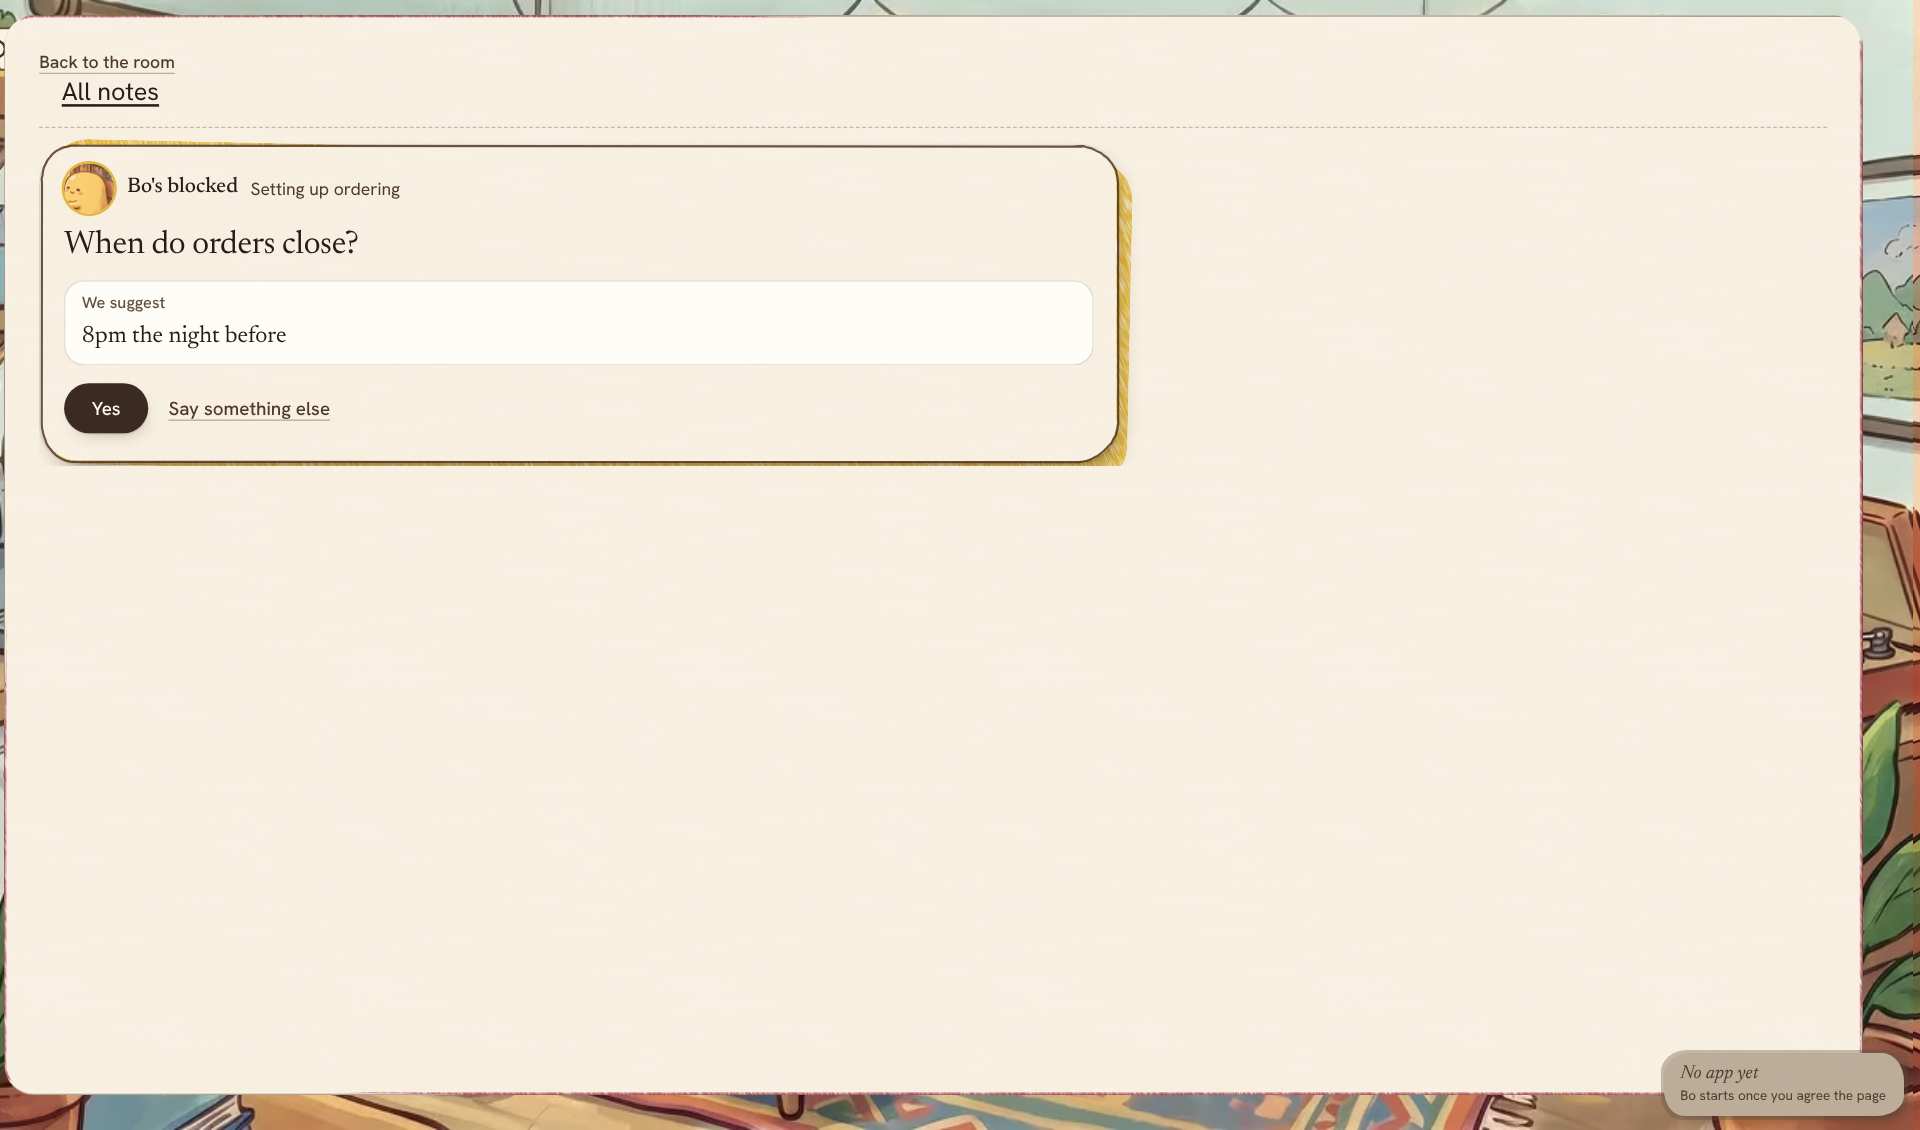 Back to the room
All notes
Bo's blocked Setting up ordering
When do orders close?
We suggest
8pm the night before
Yes Say something else
No app yet
Bo starts once you agree the page